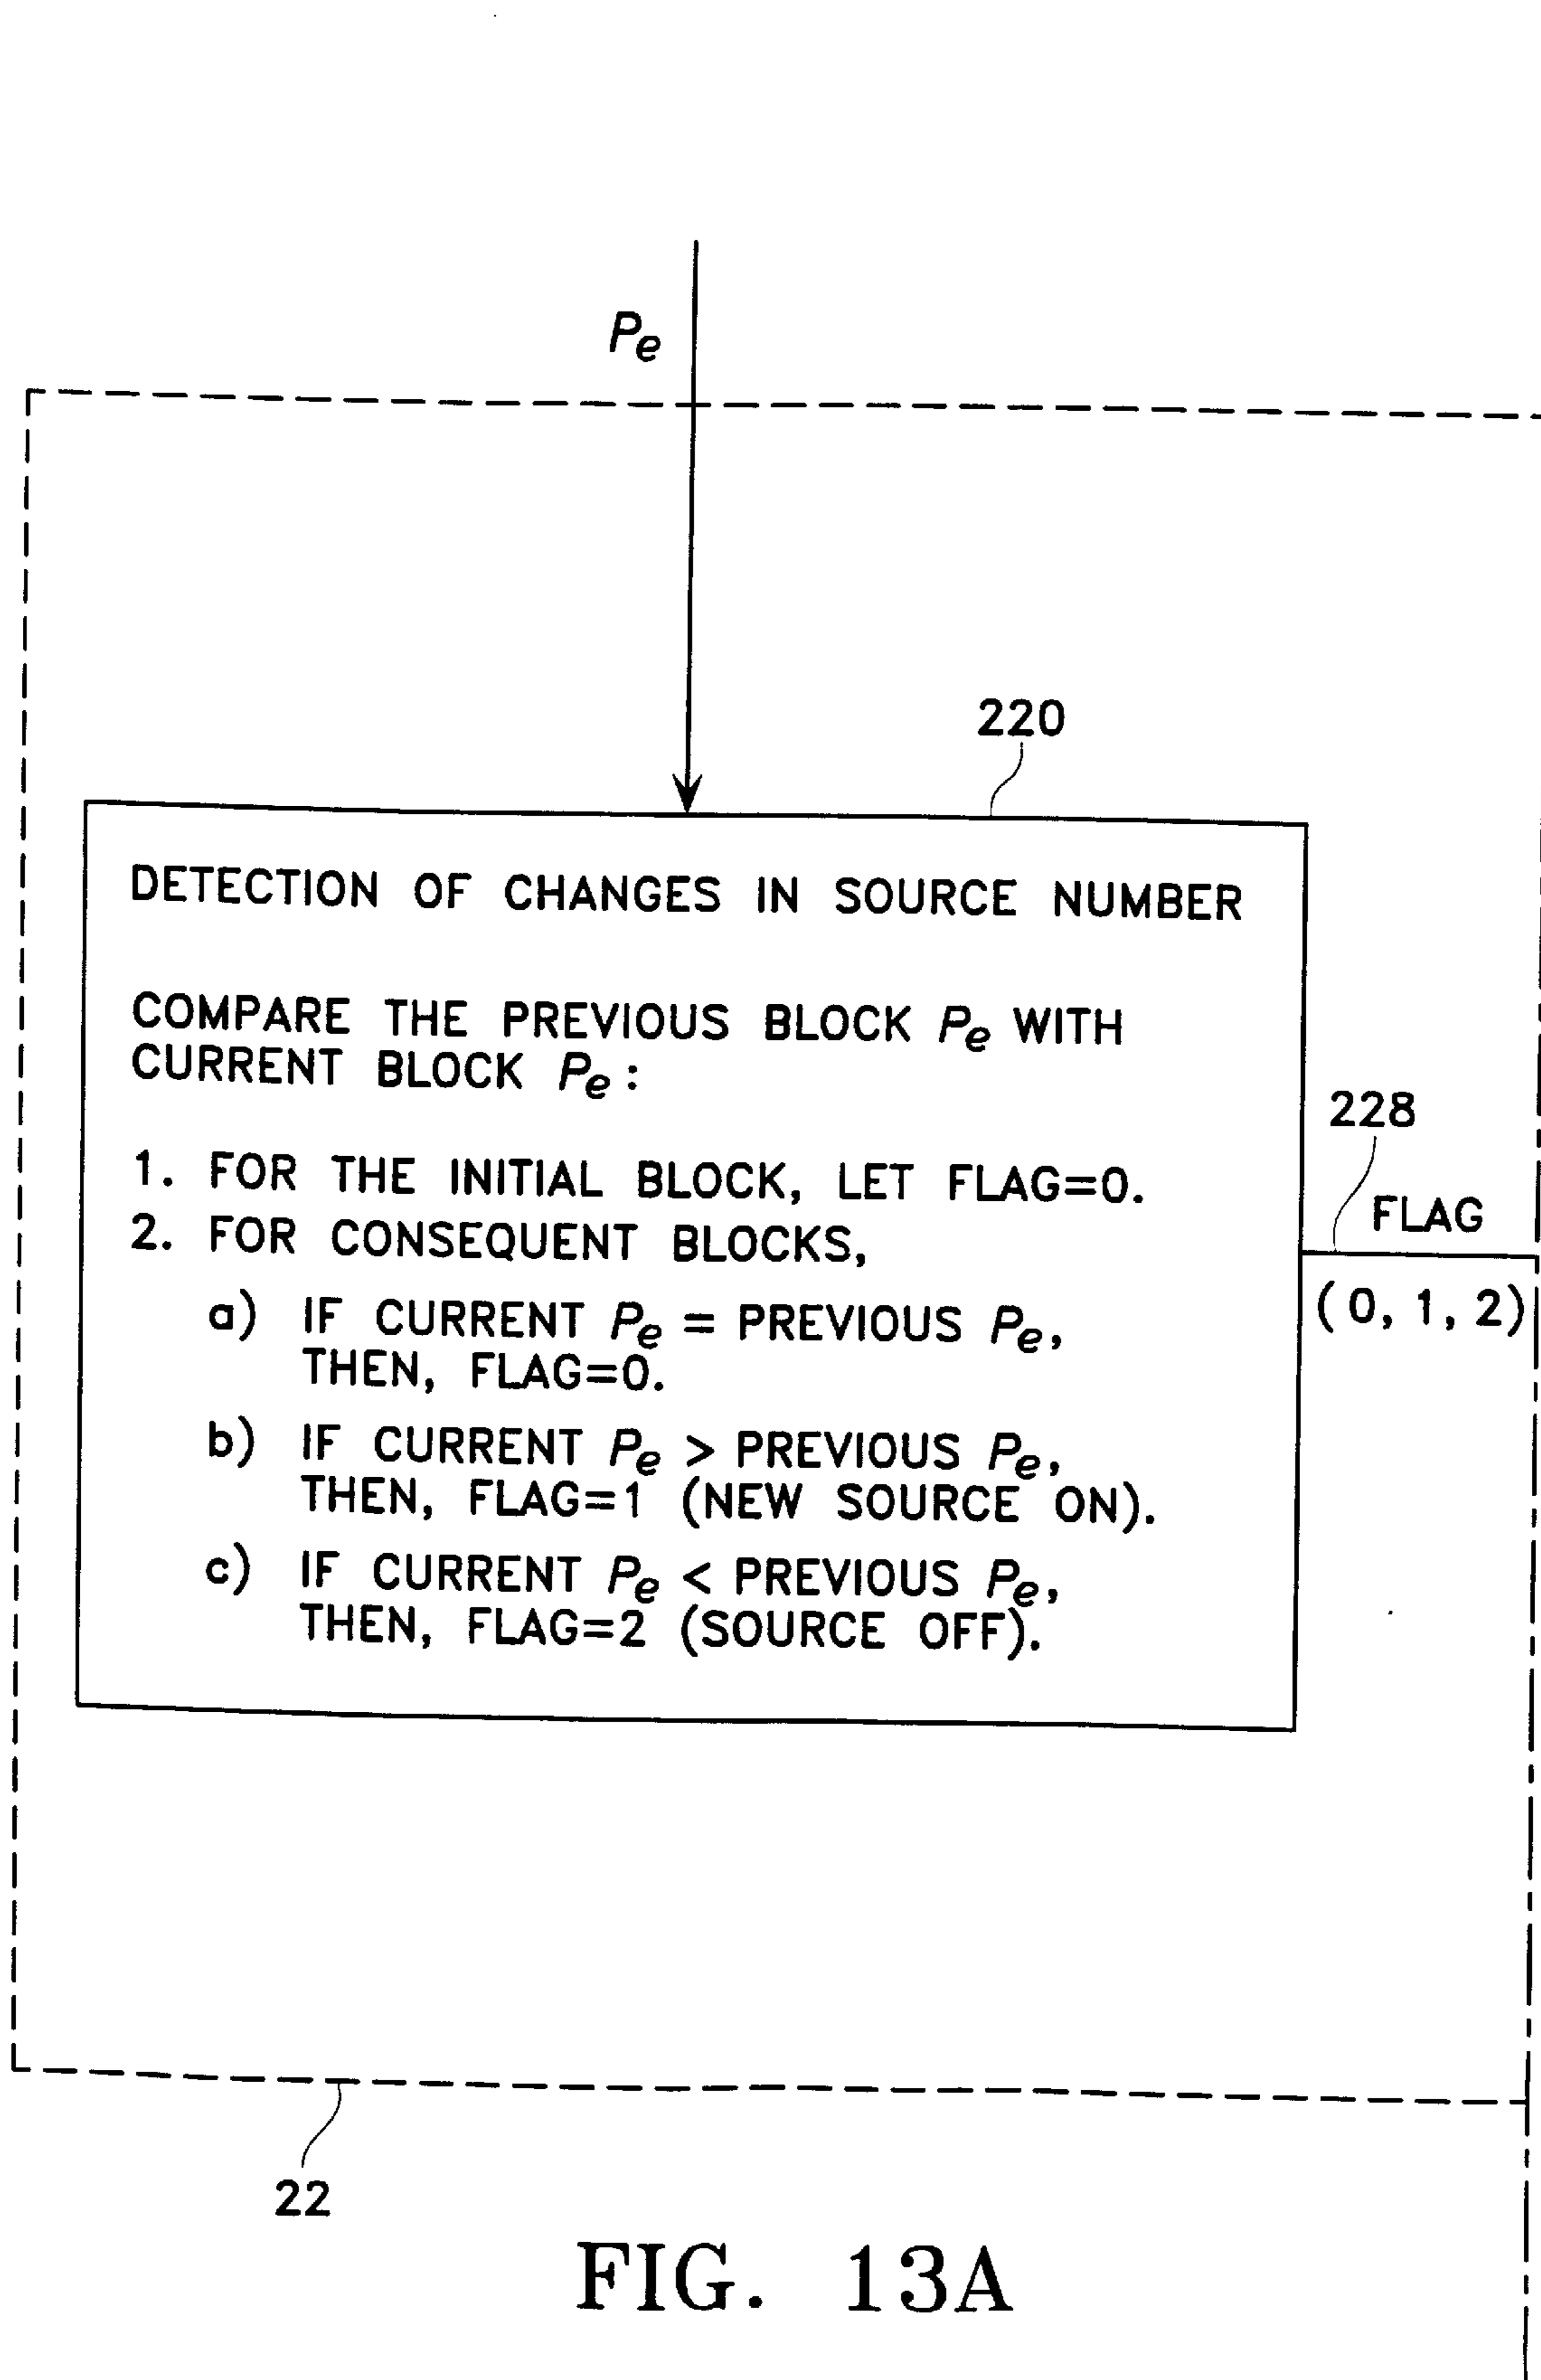 Pe
220
DETECTION OF CHANGES IN SOURCE NUMBER
COMPARE THE PREVIOUS BLOCK Pe WITH
CURRENT BLOCK Pe :
1. FOR THE INITIAL BLOCK, LET FLAG=0.
2. FOR CONSEQUENT BLOCKS,
a) IF CURRENT Pe = PREVIOUS Pe,
THEN, FLAG=0.
b) IF CURRENT Pe > PREVIOUS Pe,
THEN, FLAG=1 (NEW SOURCE ON).
c) IF CURRENT Pe < PREVIOUS Pe,
THEN, FLAG=2 (SOURCE OFF).
228
FLAG
(0, 1, 2)
22
FIG. 13A